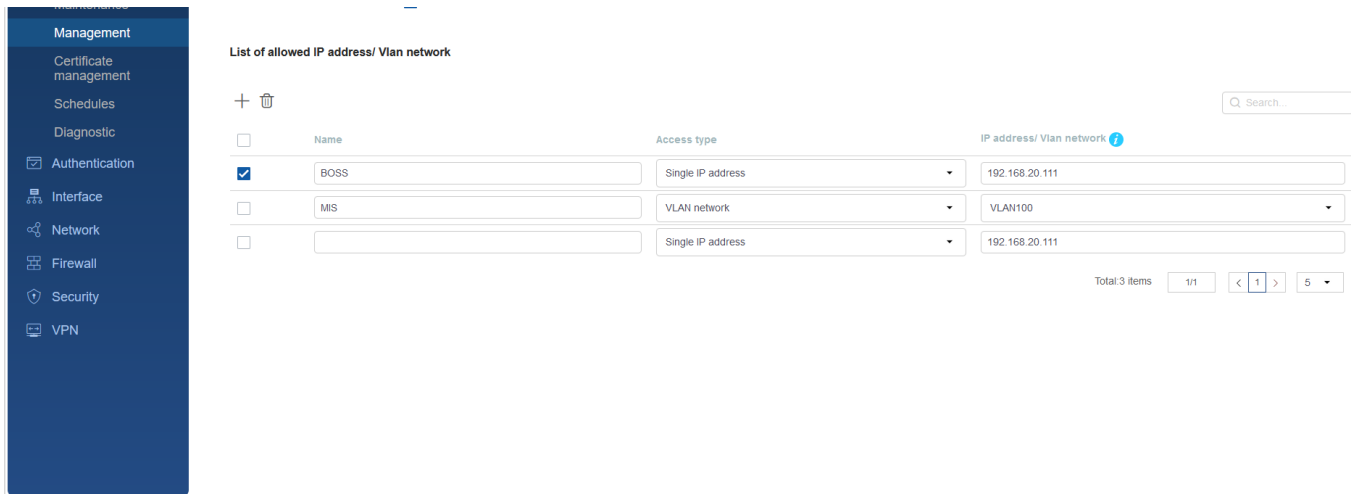 Maintenance
Management
Certificate
management
Schedules
Diagnostic
Authentication
Interface
Network
Firewall
Security
VPN
List of allowed IP address/ Vlan network
Search...
Name Access type IP address/ Vlan network i
BOSS Single IP address 192.168.20.111
MIS VLAN network VLAN100
Single IP address 192.168.20.111
Total:3 items 1/1 < 1 > 5